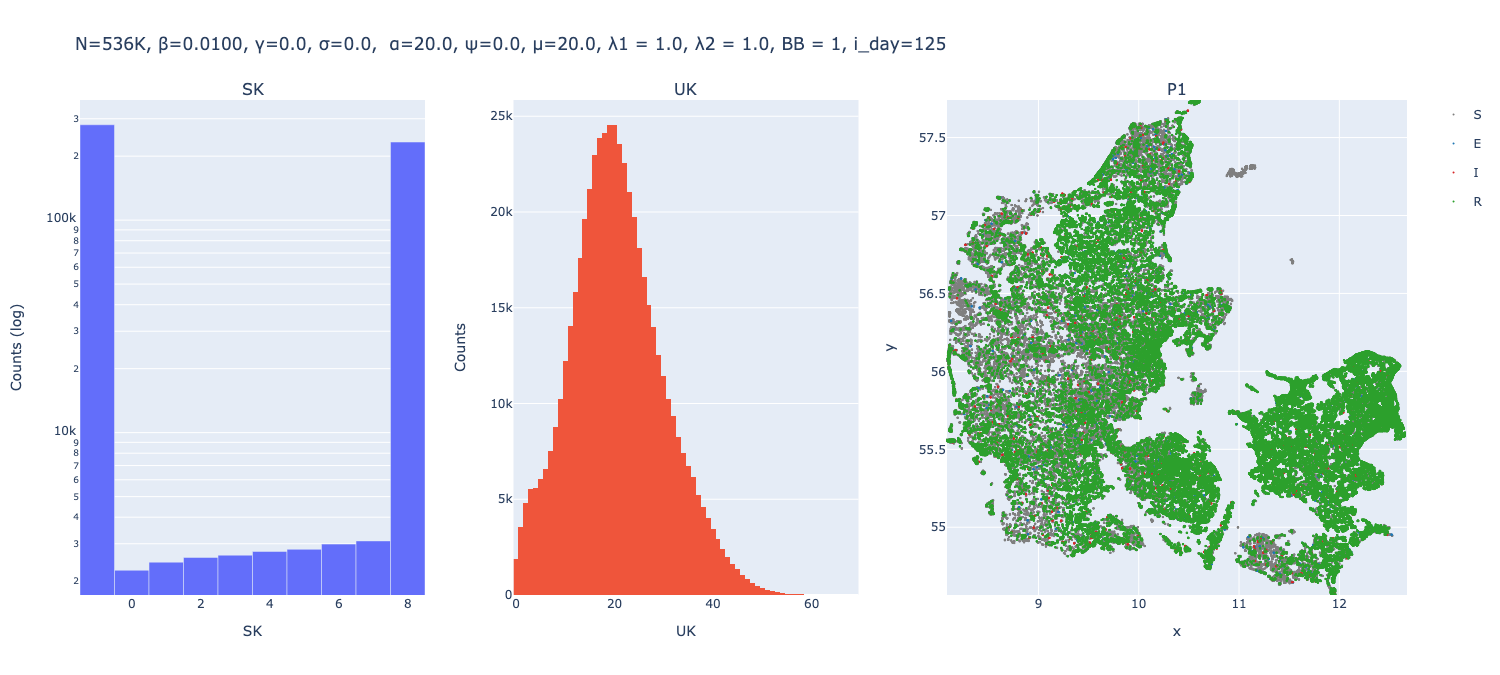 N=536K, β=0.0100, γ=0.0, σ=0.0,  α=20.0, ψ=0.0, μ=20.0, λ1 = 1.0, λ2 = 1.0, BB = 1, i_day=125
SK
3
2
100k
9
8
7
6
5
4
3
2
10k
9
8
7
6
5
4
3
2
Counts (log)
0 2 4 6 8
SK
UK
25k
20k
15k
10k
5k
0
Counts
0 20 40 60
UK
P1
57.5
57
56.5
56
55.5
55
y
9 10 11 12
x
S
E
I
R